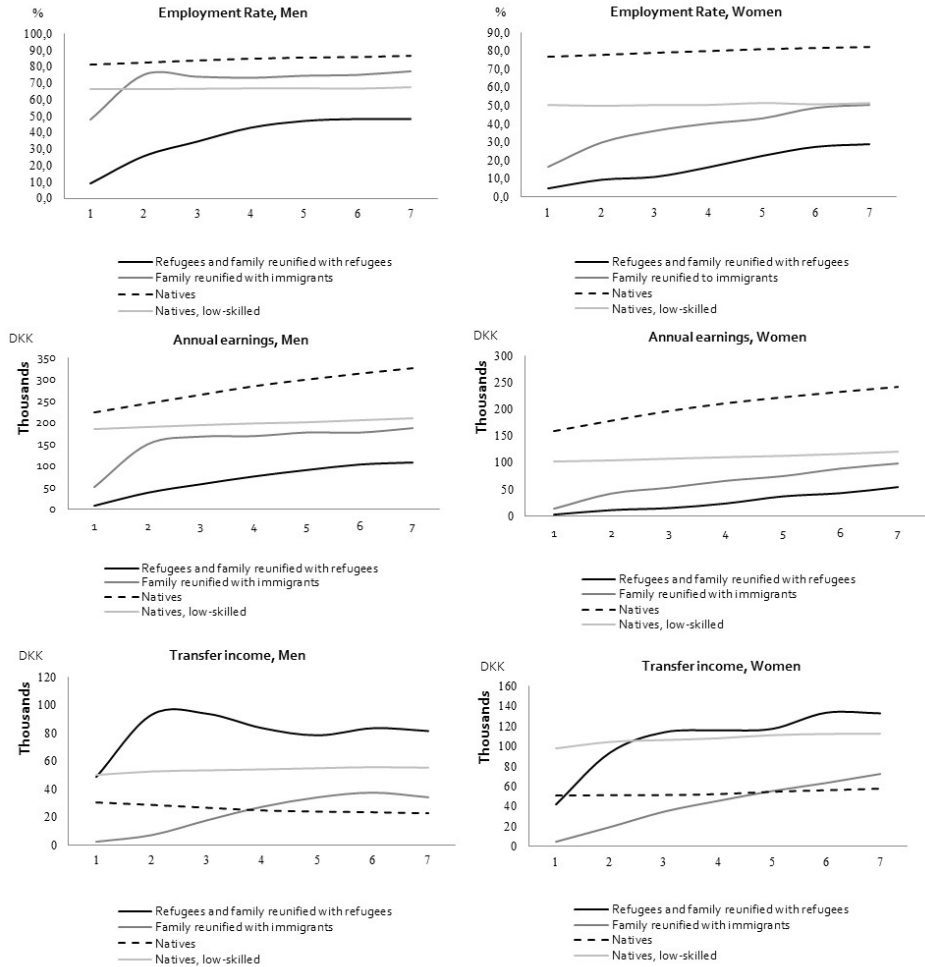 %
Employment Rate, Men
100,0
90,0
80,0
70,0
60,0
50,0
40,0
30,0
20,0
10,0
0,0
1 2 3 4 5 6 7
Refugees and family reunified with refugees
Family reunified with immigrants
Natives
Natives, low-skilled
%
Employment Rate, Women
90,0
80,0
70,0
60,0
50,0
40,0
30,0
20,0
10,0
0,0
1 2 3 4 5 6 7
Refugees and family reunified with refugees
Family reunified to immigrants
Natives
Natives, low-skilled
DKK
Annual earnings, Men
Thousands
350
300
250
200
150
100
50
0
1 2 3 4 5 6 7
Refugees and family reunified with refugees
Family reunified with immigrants
Natives
Natives, low-skilled
DKK
Annual earnings, Women
Thousands
300
250
200
150
100
50
0
1 2 3 4 5 6 7
Refugees and family reunified with refugees
Family reunified with immigrants
Natives
Natives, low-skilled
DKK
Transfer income, Men
Thousands
120
100
80
60
40
20
0
1 2 3 4 5 6 7
Refugees and family reunified with refugees
Family reunified with immigrants
Natives
Natives, low-skilled
DKK
Transfer income, Women
Thousands
160
140
120
100
80
60
40
20
0
1 2 3 4 5 6 7
Refugees and family reunified with refugees
Family reunified with immigrants
Natives
Natives, low-skilled